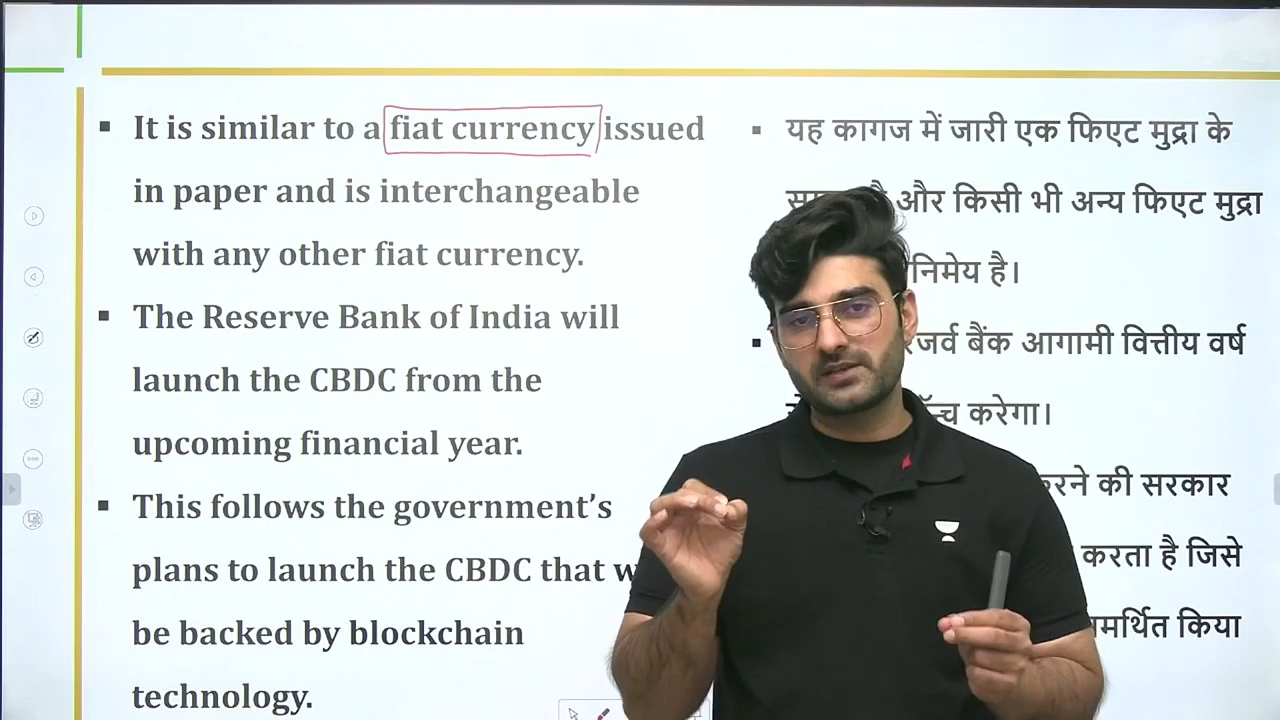 It is similar to a fiat currency issued
in paper and is interchangeable
with any other fiat currency.
The Reserve Bank of India will
launch the CBDC from the
upcoming financial year.
This follows the government’s
plans to launch the CBDC that
be backed by blockchain
technology.
यह कागज में जारी एक फिएट मुद्रा के
और किसी भी अन्य फिएट मुद्रा
है।
बैंक आगामी वित्तीय वर्ष
करेगा।
की सरकार
करता है जिसे
किया